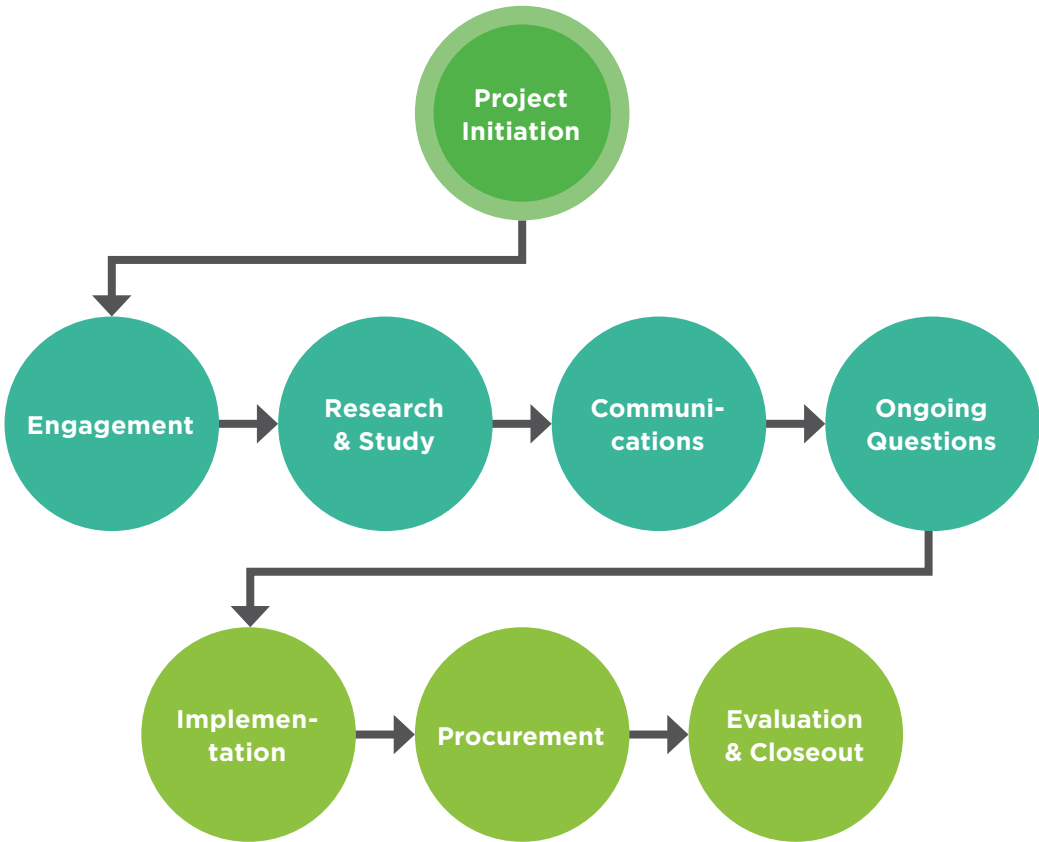 Project
Initiation
Engagement
Research
& Study
Communi-
cations
Ongoing
Questions
Implemen-
tation
Procurement
Evaluation
& Closeout